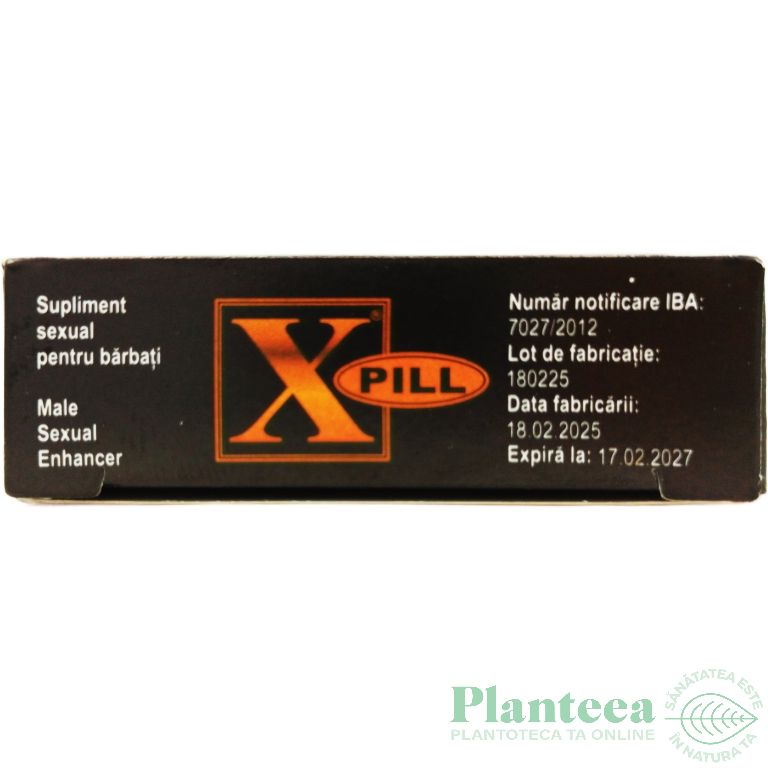 Supliment
sexual
pentru bărbați
Male
Sexual
Enhancer
X®
PILL
Număr notificare IBA:
7027/2012
Lot de fabricație:
180225
Data fabricării:
18.02.2025
Expiră la: 17.02.2027
Planteea
PLANTOTECA TA ONLINE
SĂNĂTATEA ESTE
ÎN NATURA TA